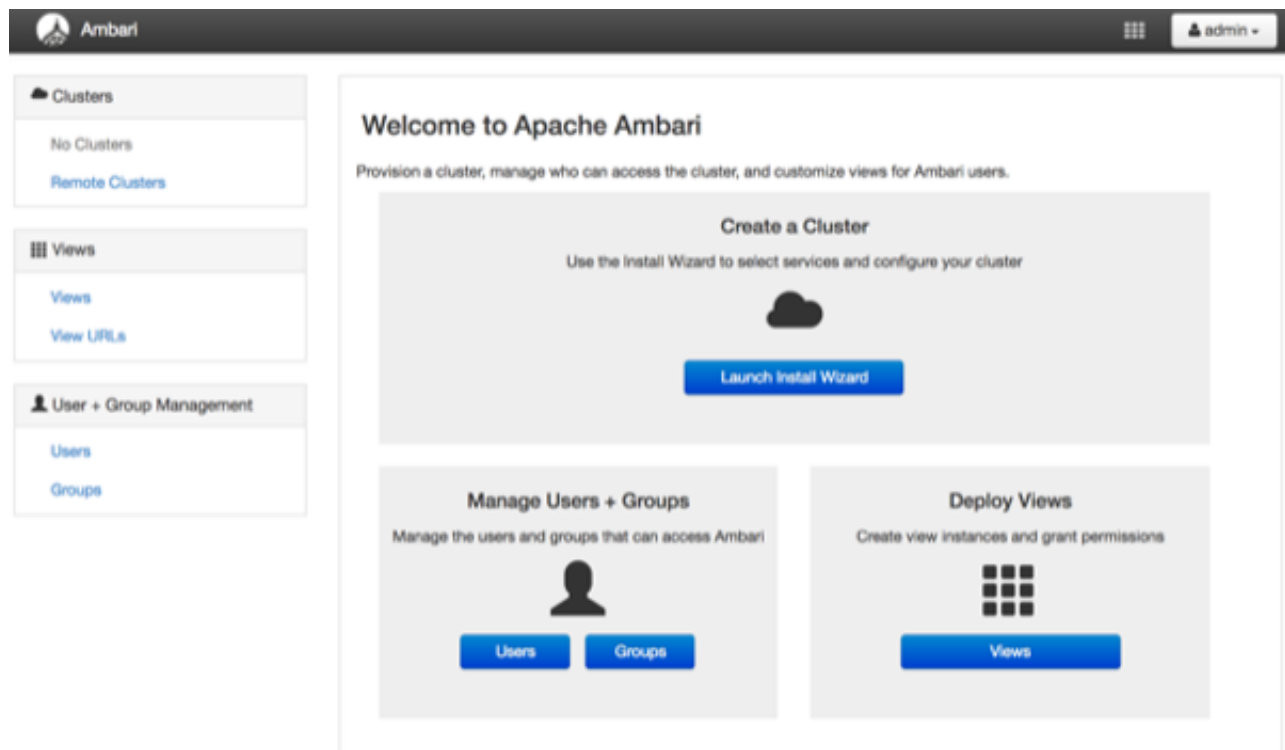 Ambari
admin
Clusters
No Clusters
Remote Clusters
Views
Views
View URLs
User + Group Management
Users
Groups
Welcome to Apache Ambari
Provision a cluster, manage who can access the cluster, and customize views for Ambari users.
Create a Cluster
Use the Install Wizard to select services and configure your cluster
Launch Install Wizard
Manage Users + Groups
Manage the users and groups that can access Ambari
Users Groups
Deploy Views
Create view instances and grant permissions
Views